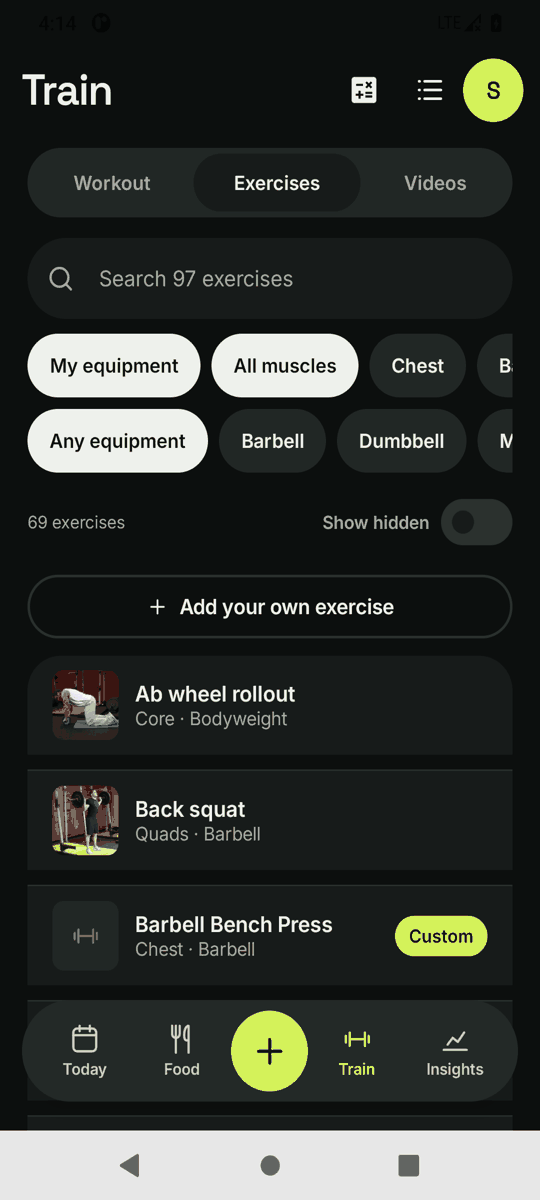 4:14
LTE
Train
S
Workout
Exercises
Videos
Search 97 exercises
My equipment
All muscles
Chest
Any equipment
Barbell
Dumbbell
69 exercises
Show hidden
+ Add your own exercise
Ab wheel rollout
Core · Bodyweight
Back squat
Quads · Barbell
Barbell Bench Press
Chest · Barbell
Custom
Today
Food
+
Train
Insights